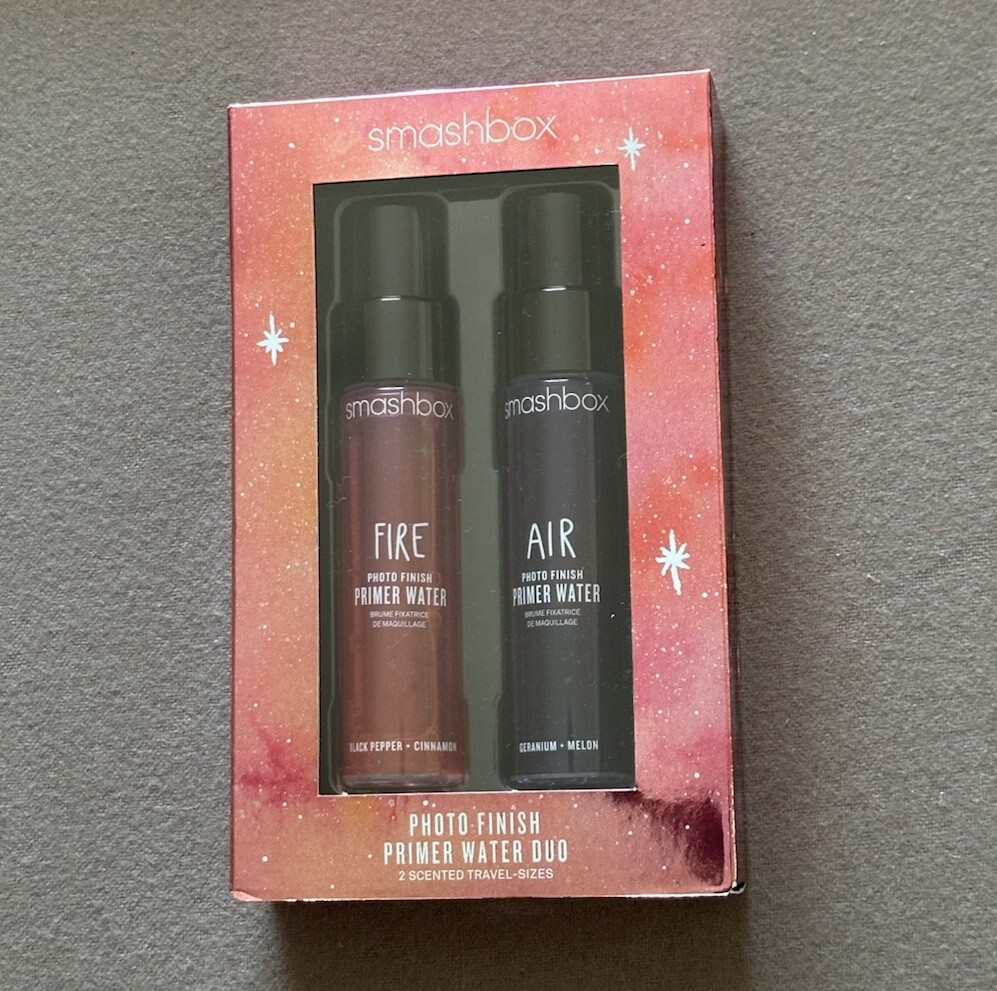 smashbox
smashbox
FIRE
PHOTO FINISH
PRIMER WATER
BRUME FIXATRICE
DE MAQUILLAGE
BLACK PEPPER • CINNAMON
smashbox
AIR
PHOTO FINISH
PRIMER WATER
BRUME FIXATRICE
DE MAQUILLAGE
GERANIUM • MELON
PHOTO FINISH
PRIMER WATER DUO
2 SCENTED TRAVEL-SIZES